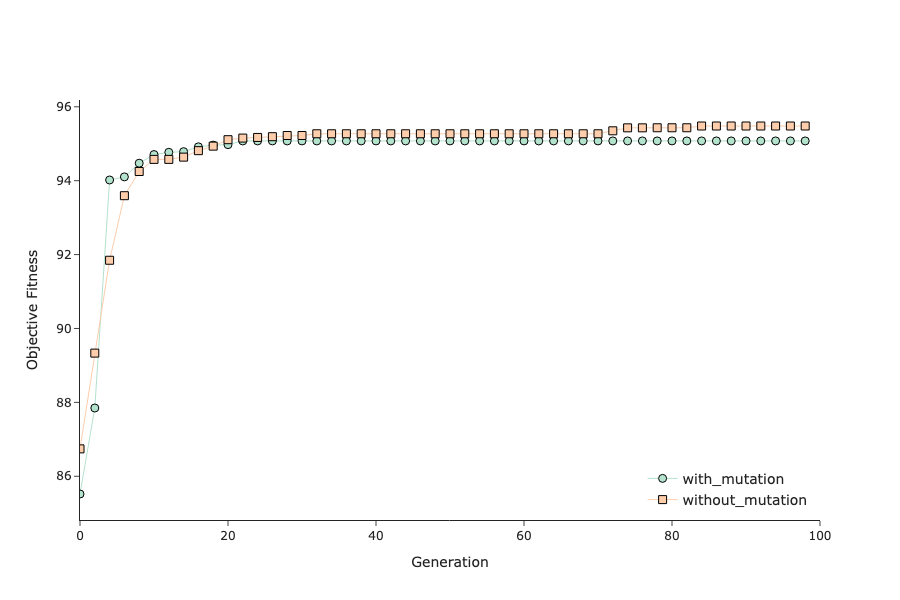 96
94
92
90
88
86
Objective Fitness
with_mutation
without_mutation
0 20 40 60 80 100
Generation